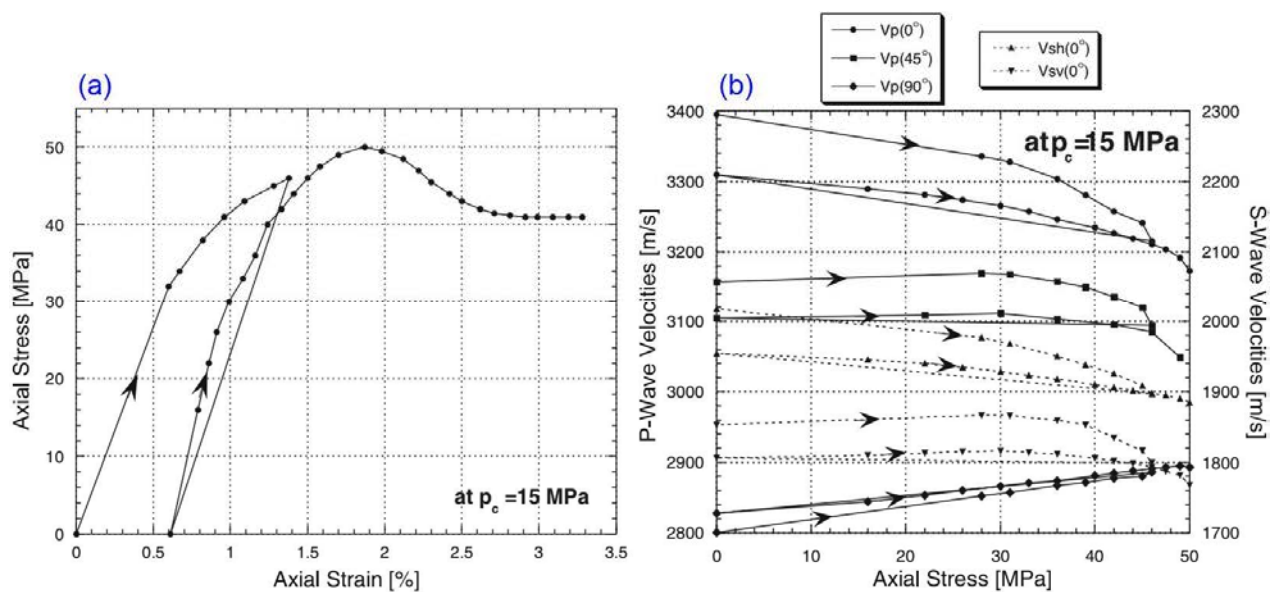 (a)
50
40
30
20
10
0
Axial Stress [MPa]
0
0.5
1
1.5
2
2.5
3
3.5
Axial Strain [%]
at pc =15 MPa
(b)
Vp(0°)
Vp(45°)
Vp(90°)
Vsh(0°)
Vsv(0°)
at pc =15 MPa
3400
3300
3200
3100
3000
2900
2800
P-Wave Velocities [m/s]
2300
2200
2100
2000
1900
1800
1700
S-Wave Velocities [m/s]
0
10
20
30
40
50
Axial Stress [MPa]